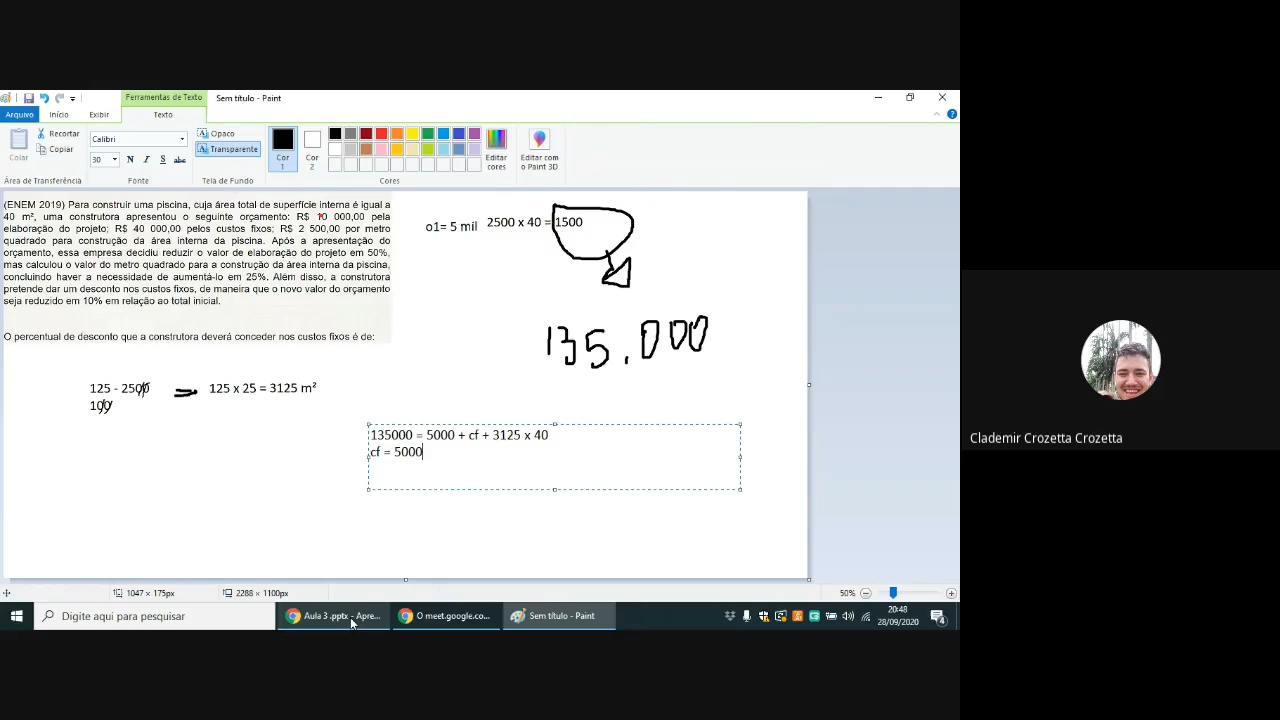 Ferramentas de Texto
Sem título - Paint
Arquivo
Início
Exibir
Texto
Colar
Recortar
Copiar
Calibri
30
N I S abc
Opaco
Transparente
Cor
1
Cor
2
Editar
cores
Editar com
o Paint 3D
Área de Transferência
Fonte
Tela de Fundo
Cores
(ENEM 2019) Para construir uma piscina, cuja área total de superfície interna é igual a
40 m², uma construtora apresentou o seguinte orçamento: R$ 10 000,00 pela
elaboração do projeto; R$ 40 000,00 pelos custos fixos; R$ 2 500,00 por metro
quadrado para construção da área interna da piscina. Após a apresentação do
orçamento, essa empresa decidiu reduzir o valor de elaboração do projeto em 50%,
mas calculou o valor do metro quadrado para a construção da área interna da piscina,
concluindo haver a necessidade de aumentá-lo em 25%. Além disso, a construtora
pretende dar um desconto nos custos fixos, de maneira que o novo valor do orçamento
seja reduzido em 10% em relação ao total inicial.
O percentual de desconto que a construtora deverá conceder nos custos fixos é de:
o1= 5 mil
2500 x 40 = 1500
135.000
125 - 2500
100
=
125 x 25 = 3125 m²
135000 = 5000 + cf + 3125 x 40
cf = 5000
1047 × 175px
2288 × 1100px
50%
Digite aqui para pesquisar
Aula 3 .pptx - Apre...
O meet.google.co...
Sem título - Paint
20:48
28/09/2020
4
Clademir Crozetta Crozetta